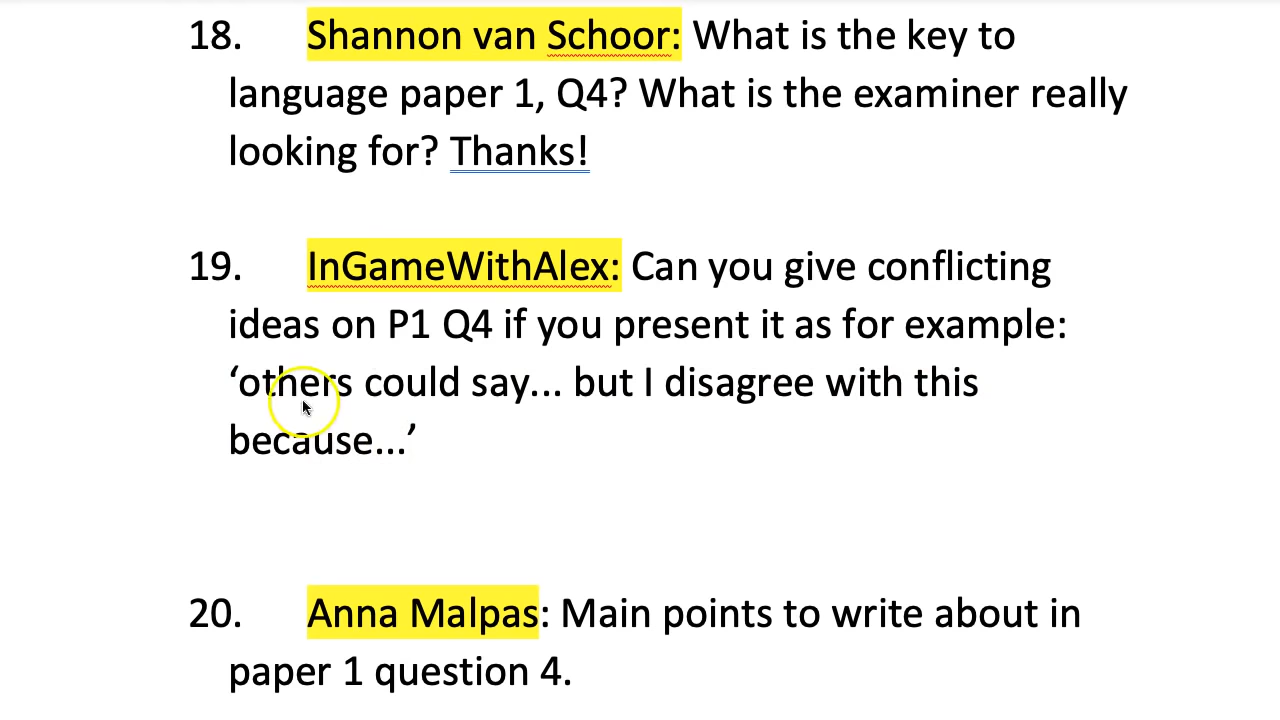 18. Shannon van Schoor: What is the key to
language paper 1, Q4? What is the examiner really
looking for? Thanks!
19. InGameWithAlex: Can you give conflicting
ideas on P1 Q4 if you present it as for example:
‘others could say... but I disagree with this
because...’
20. Anna Malpas: Main points to write about in
paper 1 question 4.